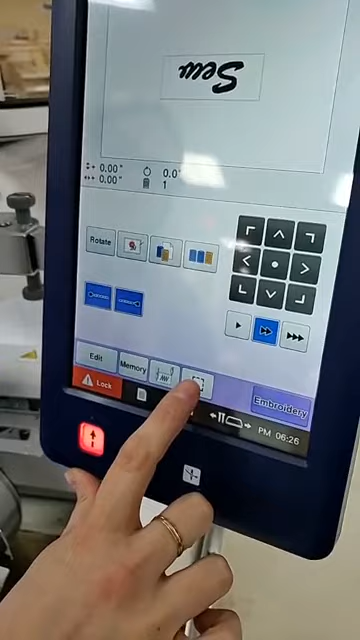 Sew
0.00"
0.00"
0.0
1
Rotate
Edit
Memory
Embroidery
Lock
PM 06:26